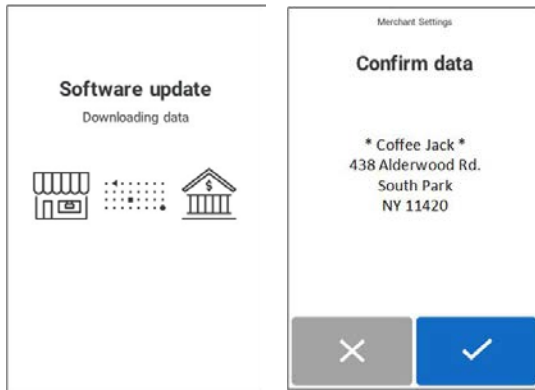 Software update
Downloading data
$
Merchant Settings
Confirm data
* Coffee Jack *
438 Alderwood Rd.
South Park
NY 11420